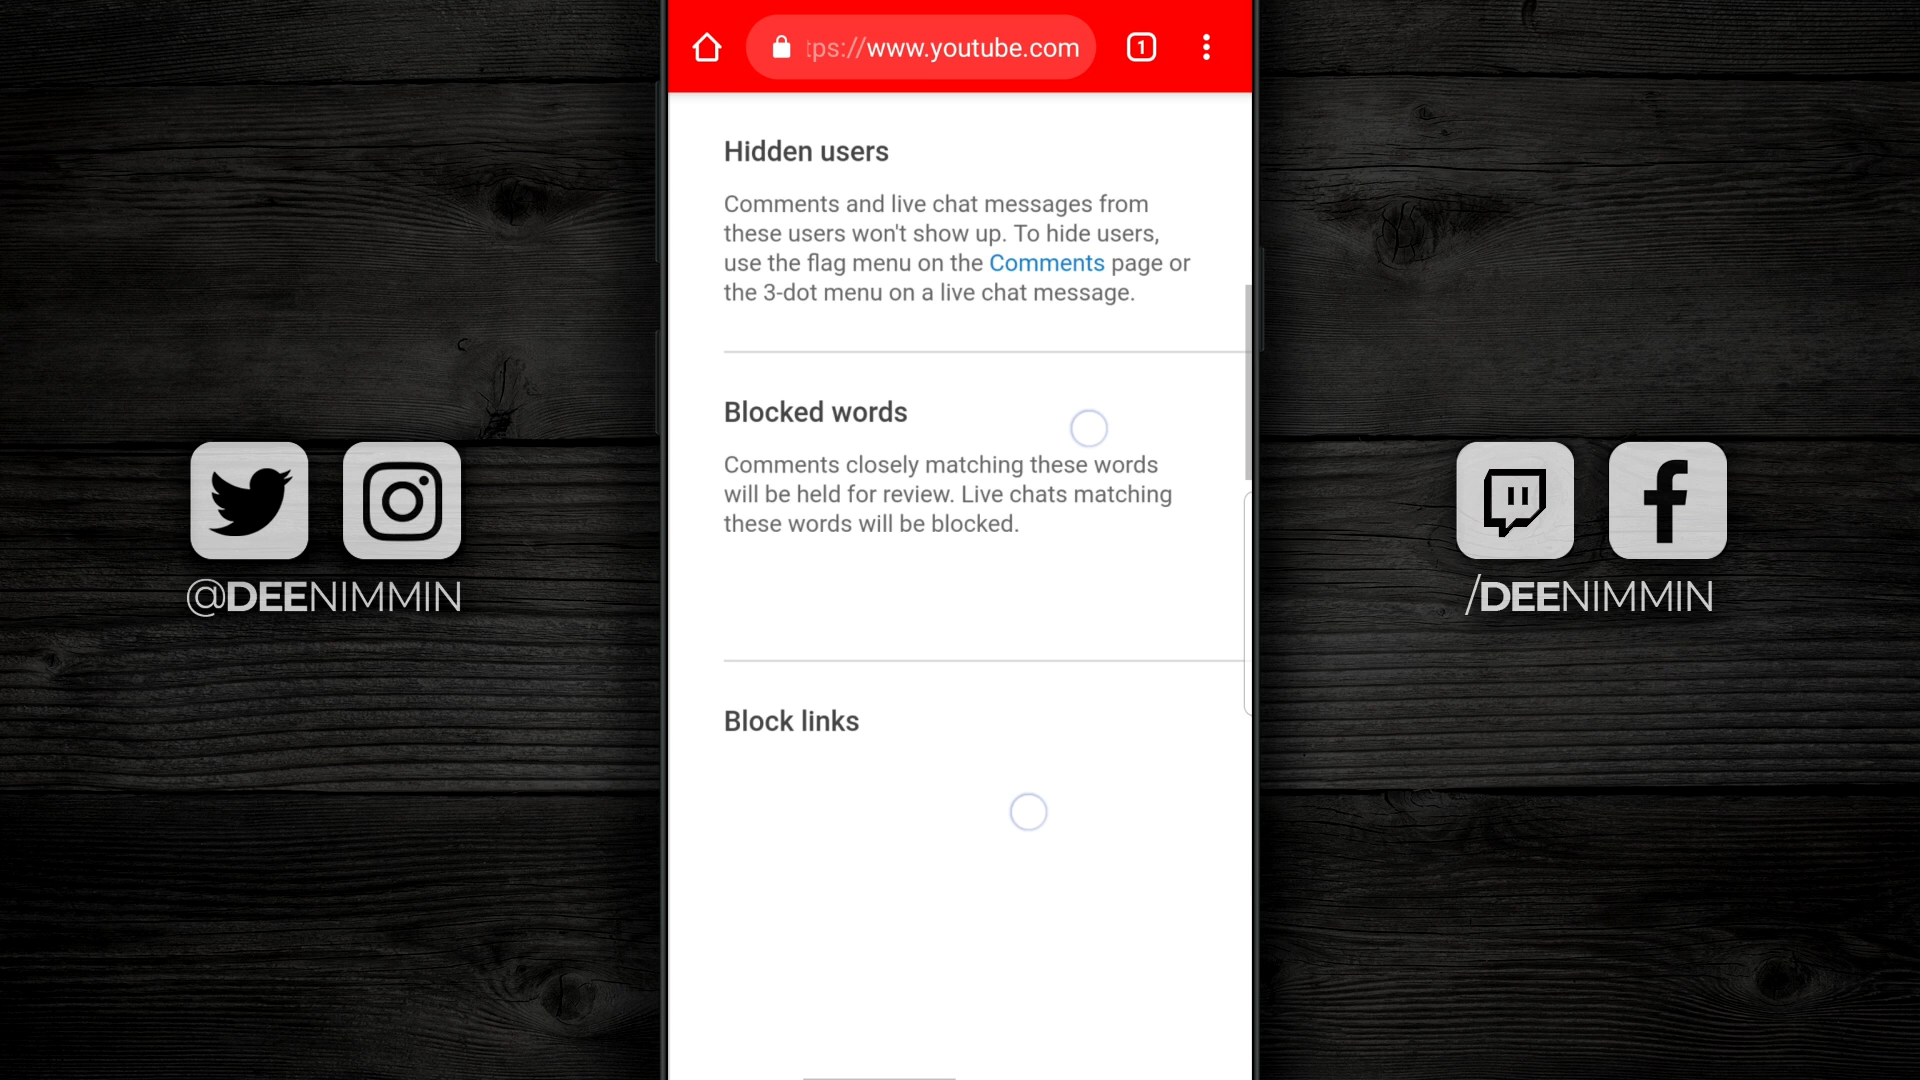 tps://www.youtube.com
1
Hidden users
Comments and live chat messages from
these users won't show up. To hide users,
use the flag menu on the Comments page or
the 3-dot menu on a live chat message.
Blocked words
Comments closely matching these words
will be held for review. Live chats matching
these words will be blocked.
Block links
@DEENIMMIN
/DEENIMMIN